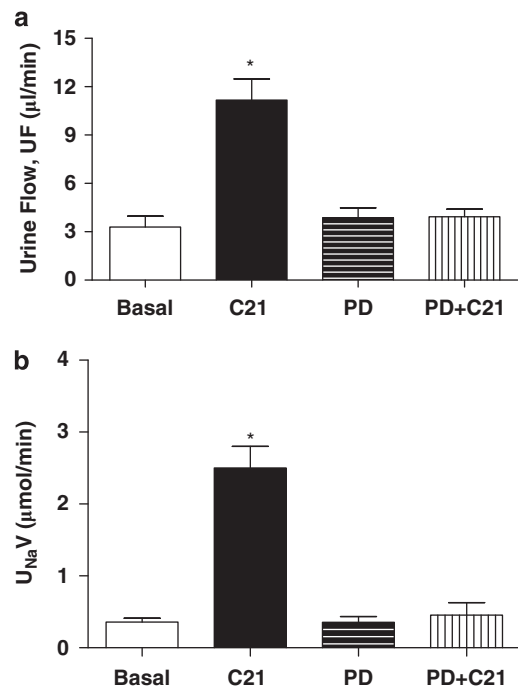 a
Urine Flow, UF (μl/min)
15
12
9
6
3
0
*
Basal C21 PD PD+C21
b
U_NaV (μmol/min)
4
3
2
1
0
*
Basal C21 PD PD+C21